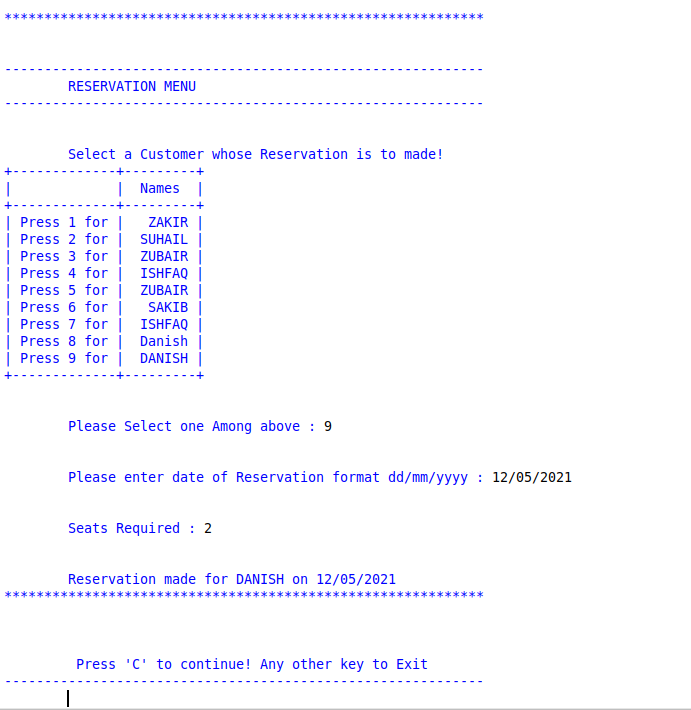 ************************************************************
------------------------------------------------------------
RESERVATION MENU
------------------------------------------------------------
Select a Customer whose Reservation is to made!
+-------------+---------+
|             |  Names  |
+-------------+---------+
| Press 1 for |   ZAKIR |
| Press 2 for |  SUHAIL |
| Press 3 for |  ZUBAIR |
| Press 4 for |  ISHFAQ |
| Press 5 for |  ZUBAIR |
| Press 6 for |   SAKIB |
| Press 7 for |  ISHFAQ |
| Press 8 for |  Danish |
| Press 9 for |  DANISH |
+-------------+---------+
Please Select one Among above : 9
Please enter date of Reservation format dd/mm/yyyy : 12/05/2021
Seats Required : 2
Reservation made for DANISH on 12/05/2021
************************************************************
Press 'C' to continue! Any other key to Exit
------------------------------------------------------------